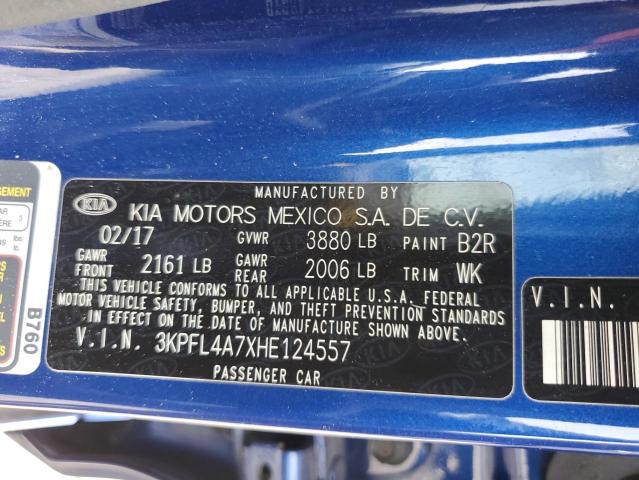 MANUFACTURED BY
KIA KIA MOTORS MEXICO S.A. DE C.V.
02/17 GVWR 3880 LB PAINT B2R
GAWR FRONT 2161 LB GAWR REAR 2006 LB TRIM WK
THIS VEHICLE CONFORMS TO ALL APPLICABLE U.S.A. FEDERAL
MOTOR VEHICLE SAFETY, BUMPER, AND THEFT PREVENTION STANDARDS
IN EFFECT ON THE DATE OF MANUFACTURE SHOWN ABOVE.
V.I.N. 3KPFL4A7XHE124557
PASSENGER CAR
B760
V.I.N.